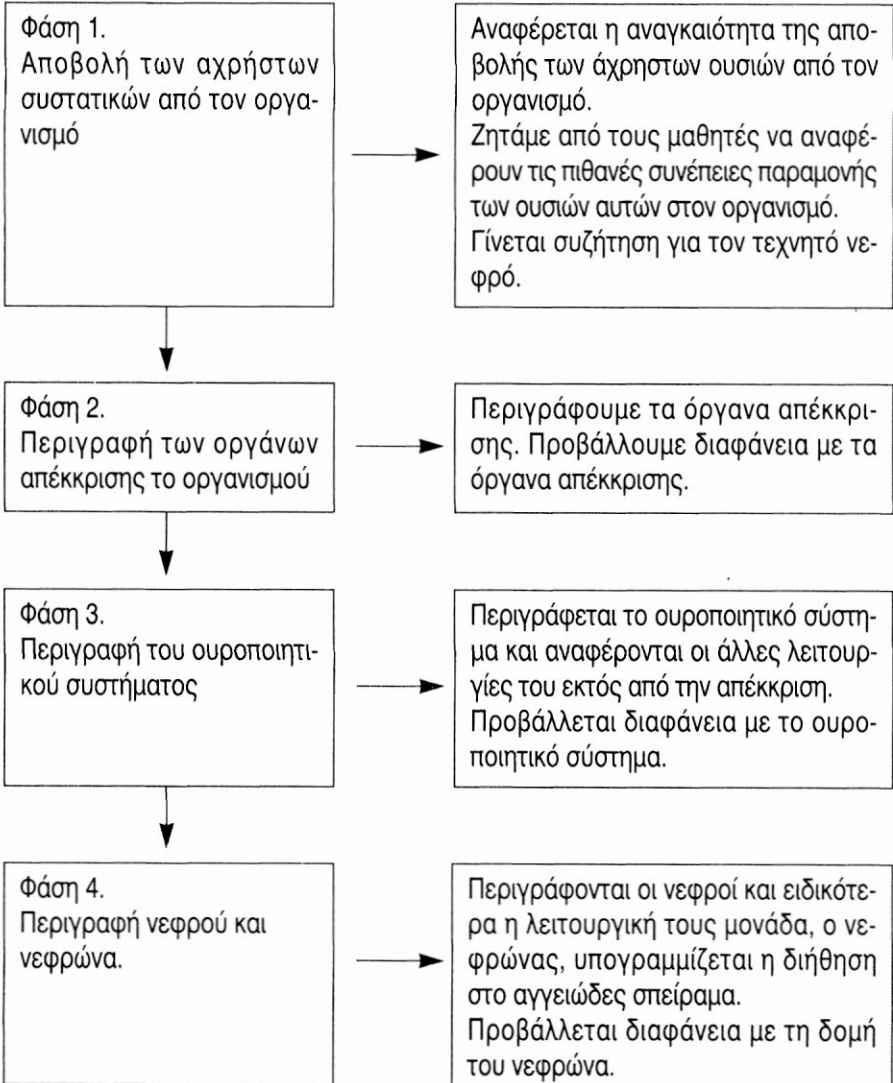 Φάση 1.
Αποβολή των αχρήστων
συστατικών από τον οργα-
νισμό
Αναφέρεται η αναγκαιότητα της απο-
βολής των άχρηστων ουσιών από τον
οργανισμό.
Ζητάμε από τους μαθητές να αναφέ-
ρουν τις πιθανές συνέπειες παραμονής
των ουσιών αυτών στον οργανισμό.
Γίνεται συζήτηση για τον τεχνητό νε-
φρό.
Φάση 2.
Περιγραφή των οργάνων
απέκκρισης το οργανισμού
Περιγράφουμε τα όργανα απέκκρι-
σης. Προβάλλουμε διαφάνεια με τα
όργανα απέκκρισης.
Φάση 3.
Περιγραφή του ουροποιητι-
κού συστήματος
Περιγράφεται το ουροποιητικό σύστη-
μα και αναφέρονται οι άλλες λειτουρ-
γίες του εκτός από την απέκκριση.
Προβάλλεται διαφάνεια με το ουρο-
ποιητικό σύστημα.
Φάση 4.
Περιγραφή νεφρού και
νεφρώνα.
Περιγράφονται οι νεφροί και ειδικότε-
ρα η λειτουργική τους μονάδα, ο νε-
φρώνας, υπογραμμίζεται η διήθηση
στο αγγειώδες σπείραμα.
Προβάλλεται διαφάνεια με τη δομή
του νεφρώνα.